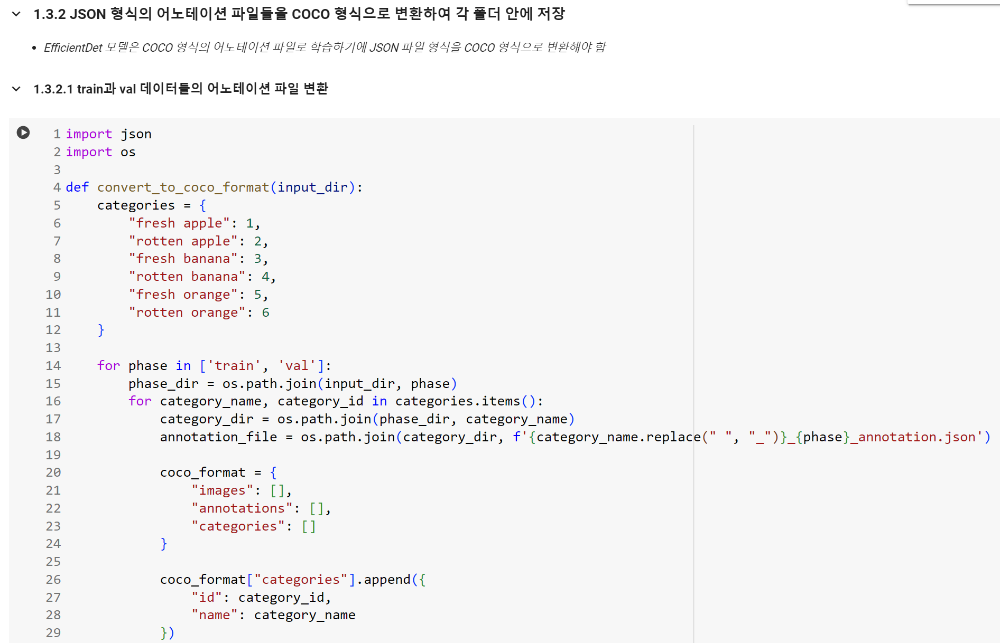 1.3.2 JSON 형식의 어노테이션 파일들을 COCO 형식으로 변환하여 각 폴더 안에 저장
• EfficientDet 모델은 COCO 형식의 어노테이션 파일로 학습하기에 JSON 파일 형식을 COCO 형식으로 변환해야 함
1.3.2.1 train과 val 데이터들의 어노테이션 파일 변환
1 import json
2 import os
3
4 def convert_to_coco_format(input_dir):
5     categories = {
6         "fresh apple": 1,
7         "rotten apple": 2,
8         "fresh banana": 3,
9         "rotten banana": 4,
10         "fresh orange": 5,
11         "rotten orange": 6
12     }
13
14     for phase in ['train', 'val']:
15         phase_dir = os.path.join(input_dir, phase)
16         for category_name, category_id in categories.items():
17             category_dir = os.path.join(phase_dir, category_name)
18             annotation_file = os.path.join(category_dir, f'{category_name.replace(" ", "_")}_{phase}_annotation.json')
19
20             coco_format = {
21                 "images": [],
22                 "annotations": [],
23                 "categories": []
24             }
25
26             coco_format["categories"].append({
27                 "id": category_id,
28                 "name": category_name
29             })